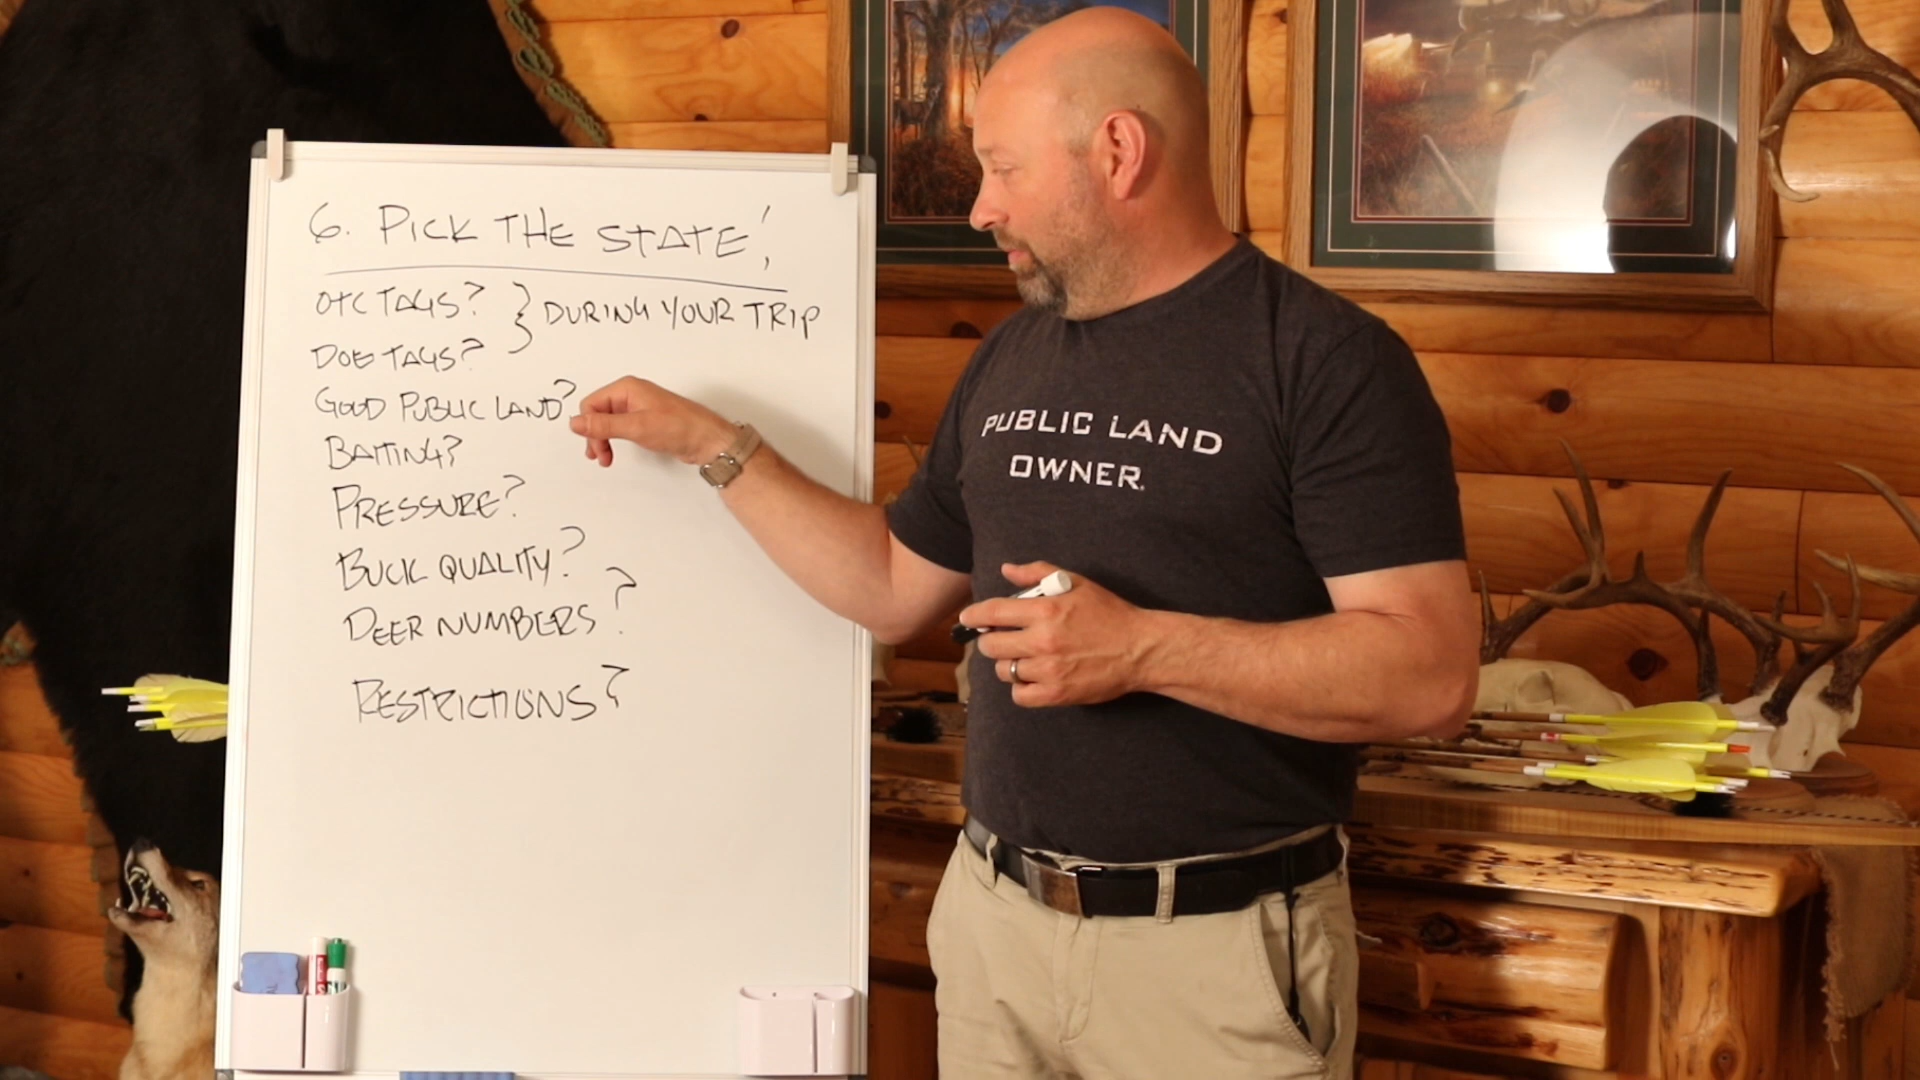 6. PICK THE STATE!
OTC TAGS? } DURING YOUR TRIP
DOE TAGS?
GOOD PUBLIC LAND?
BAITING?
PRESSURE?
BUCK QUALITY?
DEER NUMBERS?
RESTRICTIONS?
PUBLIC LAND
OWNER.